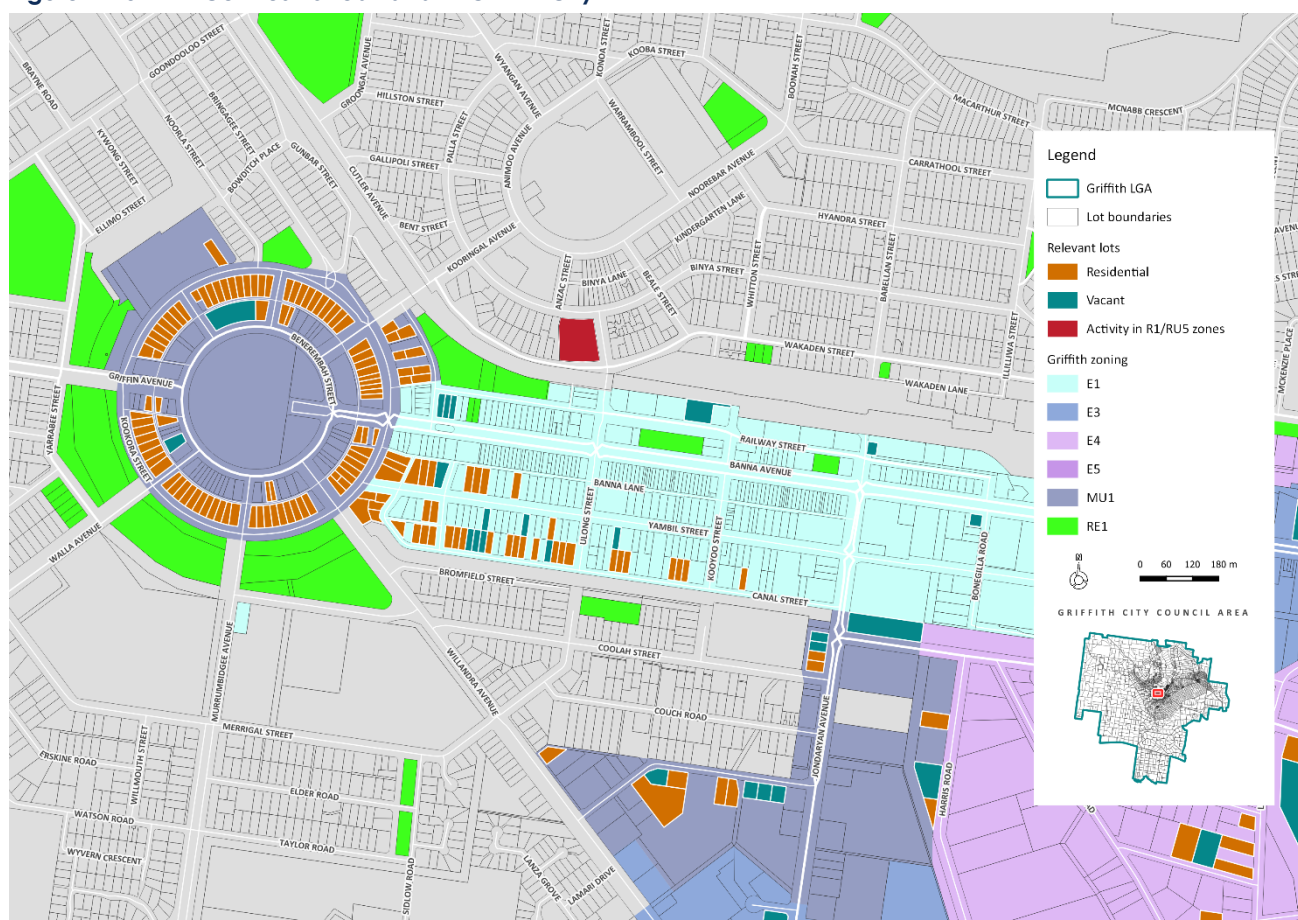 BRAYNE ROAD
GOONDOOLOO STREET
KYWONG STREET
NOORLA STREET
BRINGAGEE STREET
BOWDITCH PLACE
GUNBAR STREET
ELLIMO STREET
GROONGAL AVENUE
HILLSTON STREET
PALLA STREET
GALLIPOLI STREET
CUTLER AVENUE
BENT STREET
WYANGAN AVENUE
ANIMOO AVENUE
KOORINGAL AVENUE
KONDA STREET
KOOBA STREET
WARRAMBOOL STREET
NOOREBAR AVENUE
KINDERGARTEN LANE
BOONAH STREET
MACARTHUR STREET
MCNABB CRESCENT
CARRATHOOL STREET
HYANDRA STREET
BINYA STREET
BINYA LANE
BEALE STREET
ANZAC STREET
WHITTON STREET
BARELLAN STREET
ILLILLIWA STREET
WAKADEN STREET
WAKADEN LANE
MCKENZIE PLACE
BENEREMBAH STREET
GRIFFIN AVENUE
YARRABEE STREET
KOOKORA STREET
WALLA AVENUE
RAILWAY STREET
BANNA AVENUE
BANNA LANE
YAMBIL STREET
ULONG STREET
KOOYOO STREET
BONEGILLA ROAD
CANAL STREET
BROMFIELD STREET
COOLAH STREET
COUCH ROAD
WILLANDRA AVENUE
MURRUMBIDGEE AVENUE
JONDARYAN AVENUE
HARRIS ROAD
MERRIGAL STREET
ERSKINE ROAD
WILLMOUTH STREET
ELDER ROAD
WATSON ROAD
TAYLOR ROAD
WYVERN CRESCENT
SIDLOW ROAD
LANZA GROVE
LAMARI DRIVE
Legend
Griffith LGA
Lot boundaries
Relevant lots
Residential
Vacant
Activity in R1/RU5 zones
Griffith zoning
E1
E3
E4
E5
MU1
RE1
N
0 60 120 180 m
GRIFFITH CITY COUNCIL AREA